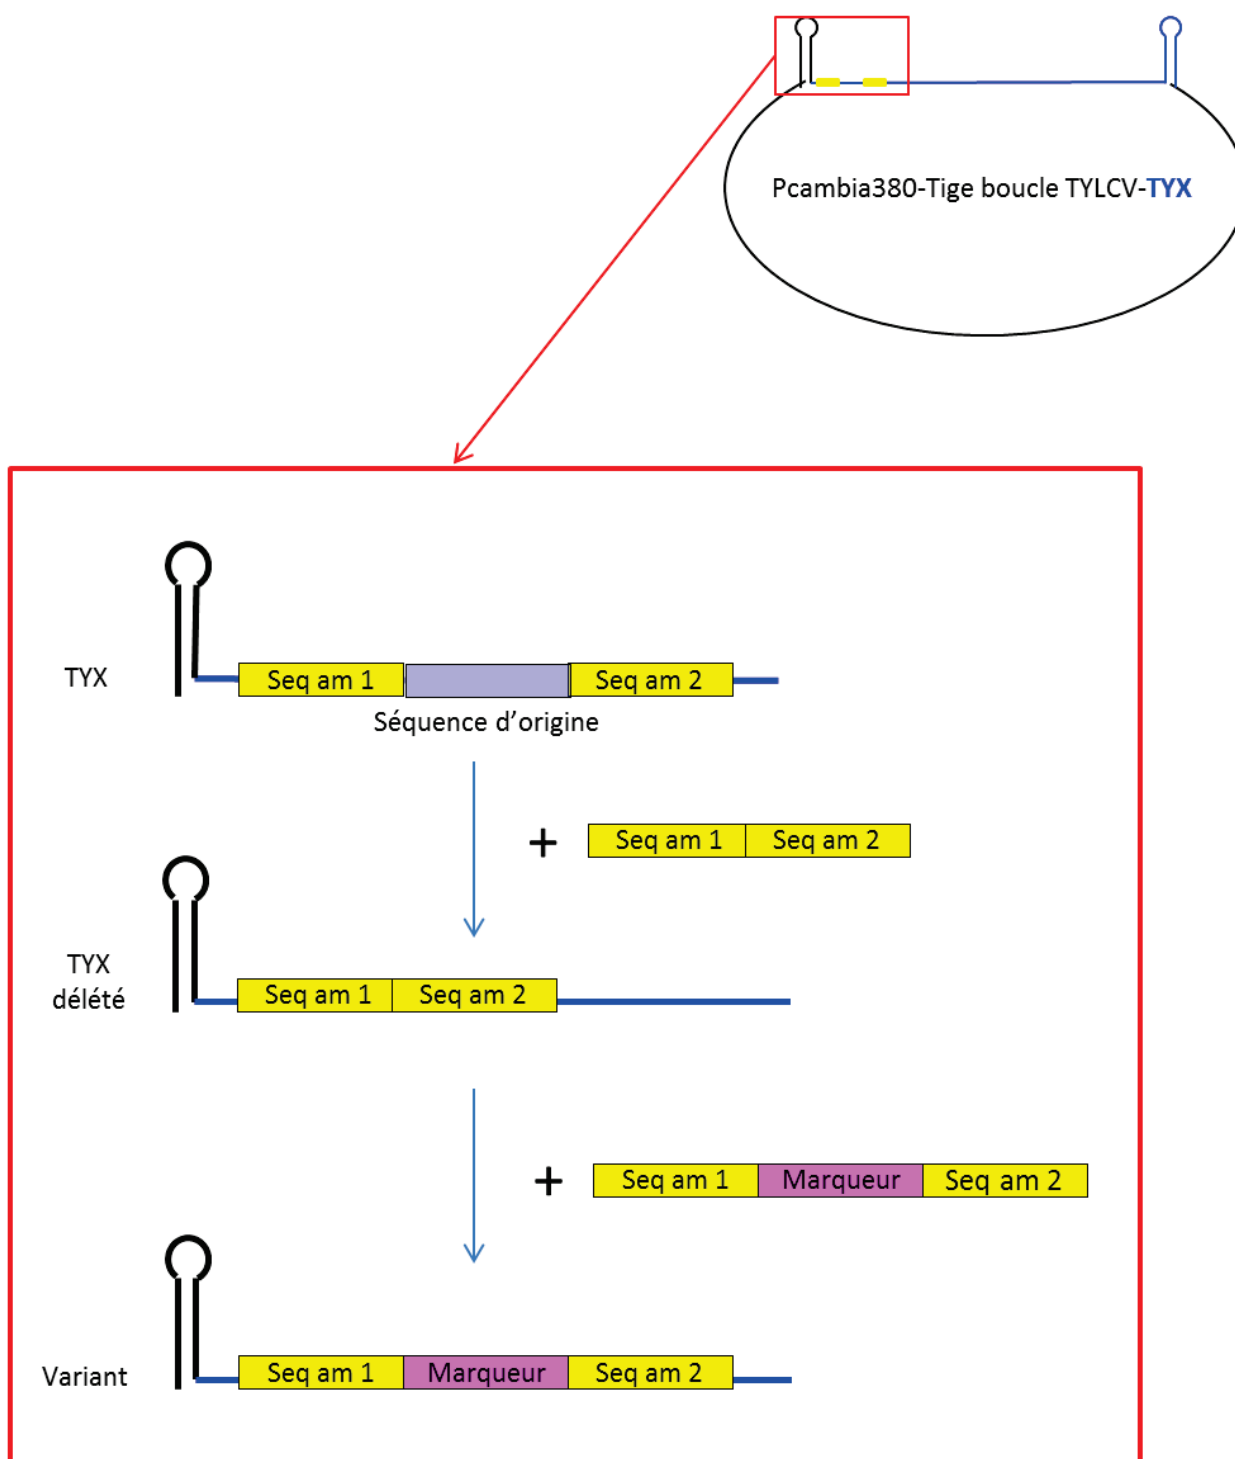 Pcambia380-Tige boucle TYLCV-TYX
TYX
Seq am 1
Seq am 2
Séquence d’origine
+
Seq am 1
Seq am 2
TYX
délété
Seq am 1
Seq am 2
+
Seq am 1
Marqueur
Seq am 2
Variant
Seq am 1
Marqueur
Seq am 2